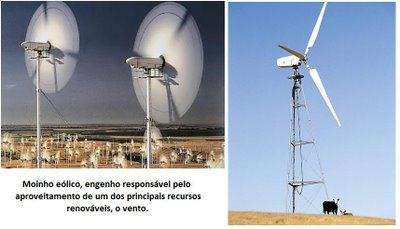 Moinho eólico, engenho responsável pelo
aproveitamento de um dos principais recursos
renováveis, o vento.